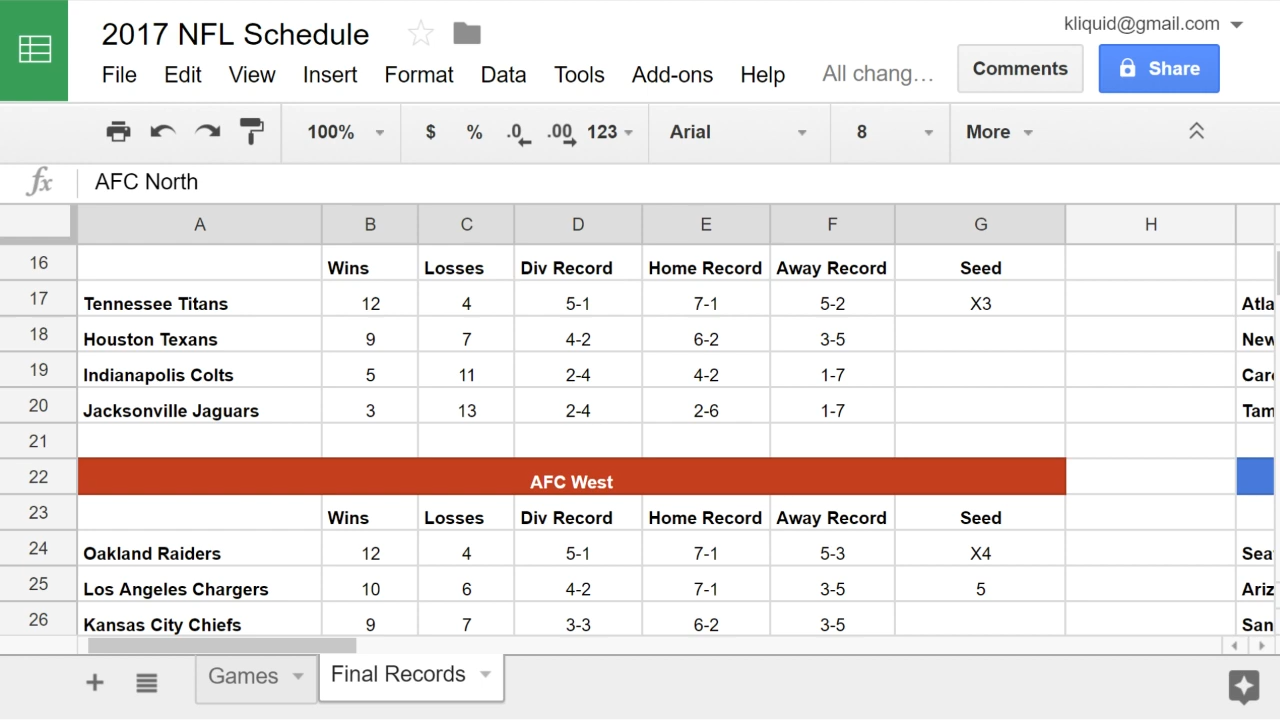 2017 NFL Schedule
kliquid@gmail.com
File Edit View Insert Format Data Tools Add-ons Help All chang... Comments Share
100% $ % .0 .00 123 Arial 8 More
fx AFC North
A B C D E F G H
16 Wins Losses Div Record Home Record Away Record Seed
17 Tennessee Titans 12 4 5-1 7-1 5-2 X3 Atla
18 Houston Texans 9 7 4-2 6-2 3-5 New
19 Indianapolis Colts 5 11 2-4 4-2 1-7 Car
20 Jacksonville Jaguars 3 13 2-4 2-6 1-7 Tam
21
22 AFC West
23 Wins Losses Div Record Home Record Away Record Seed
24 Oakland Raiders 12 4 5-1 7-1 5-3 X4 Sea
25 Los Angeles Chargers 10 6 4-2 7-1 3-5 5 Ariz
26 Kansas City Chiefs 9 7 3-3 6-2 3-5 San
Games Final Records